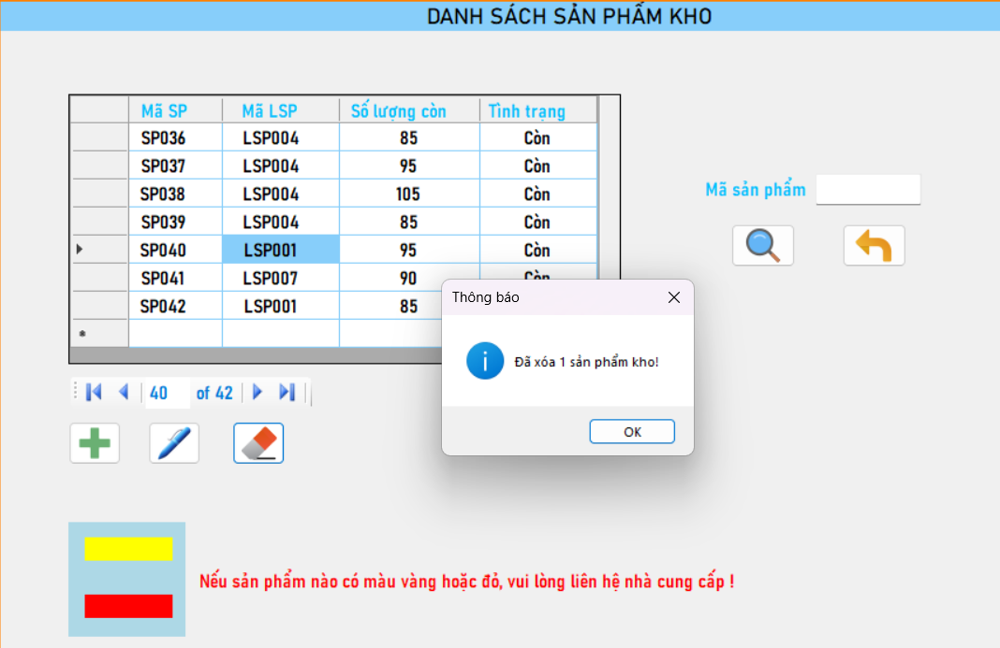 DANH SÁCH SẢN PHẨM KHO
Mã SP Mã LSP Số lượng còn Tình trạng
SP036 LSP004 85 Còn
SP037 LSP004 95 Còn
SP038 LSP004 105 Còn
SP039 LSP004 85 Còn
SP040 LSP001 95 Còn
SP041 LSP007 90 Còn
SP042 LSP001 85
*
Mã sản phẩm
Thông báo
Đã xóa 1 sản phẩm kho!
OK
40 of 42
Nếu sản phẩm nào có màu vàng hoặc đỏ, vui lòng liên hệ nhà cung cấp !